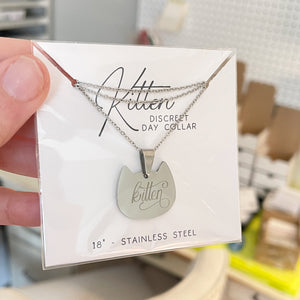 Kitten
DISCREET
DAY COLLAR
kitten
18" - STAINLESS STEEL